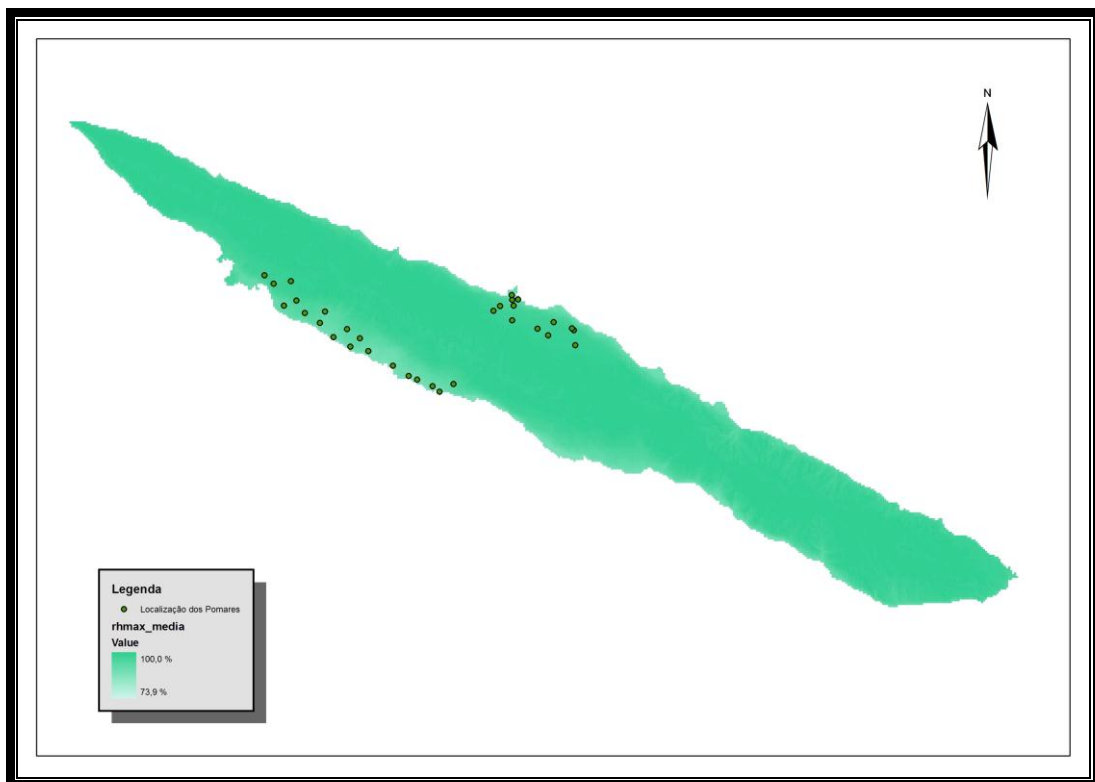 N
Legenda
Localização dos Pomares
rhmax_media
Value
100,0 %
73,9 %